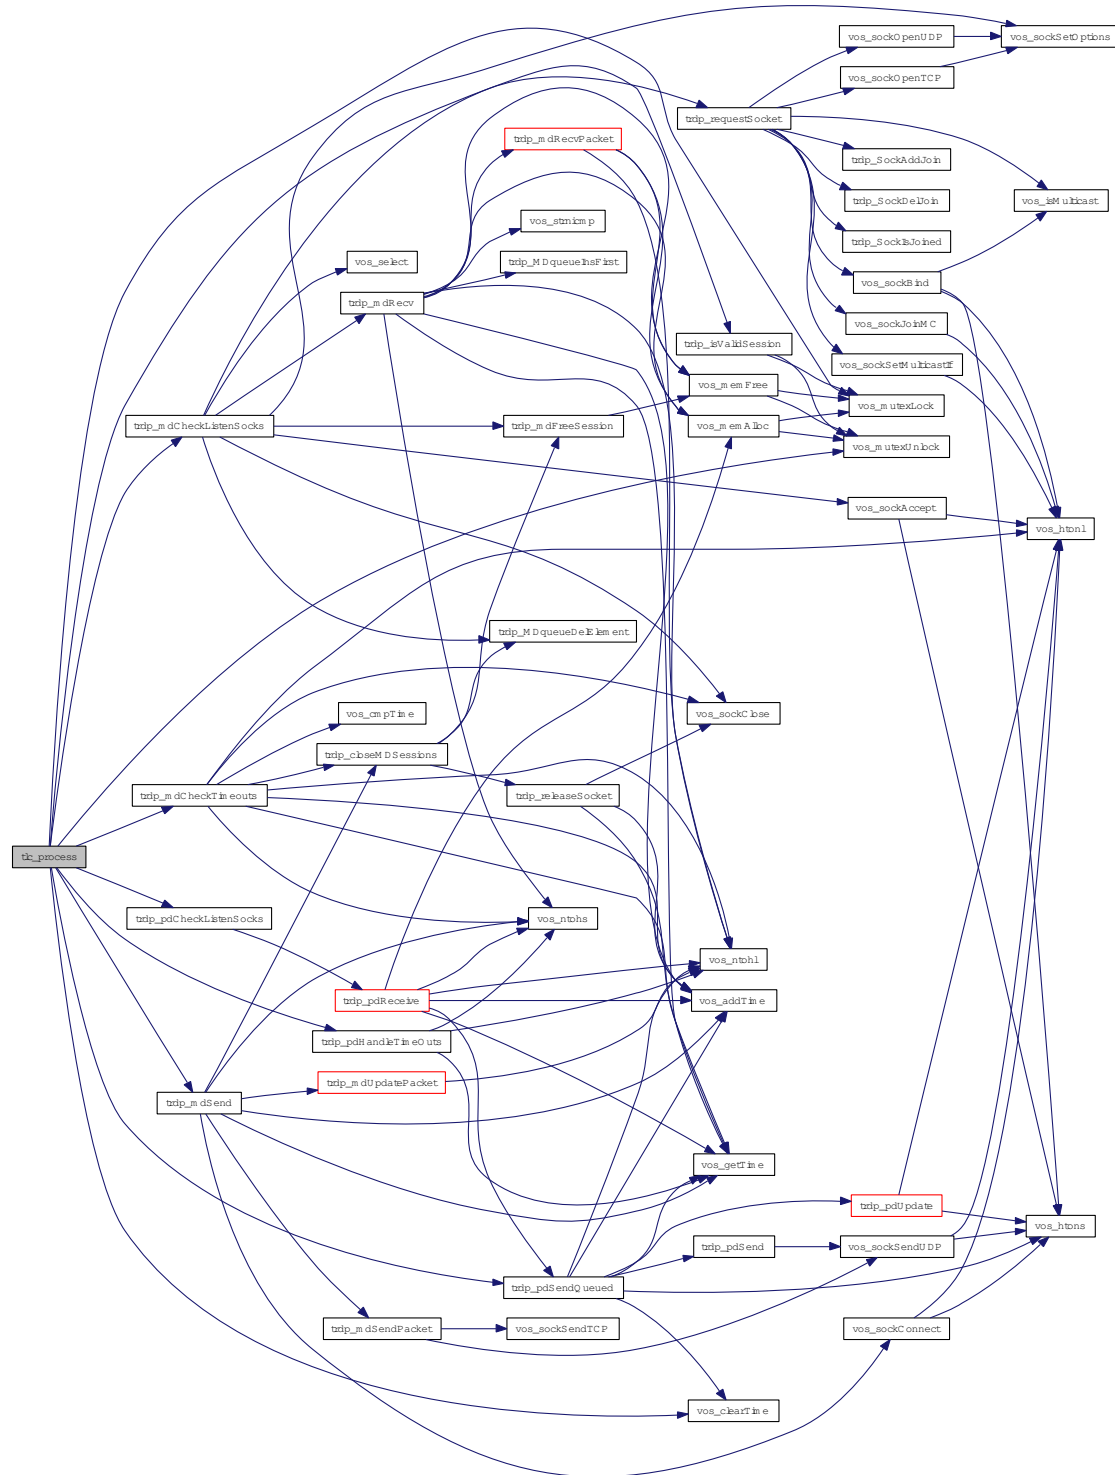 vos_sockOpenUDP
vos_sockSetOptions
vos_sockOpenTCP
trdp_requestSocket
trdp_mdRecvPacket
trdp_SockAddJoin
trdp_SockDelJoin
vos_isMulticast
vos_strnicmp
trdp_SockIsJoined
vos_select
trdp_MDqueueInsFirst
vos_sockBind
trdp_mdRecv
vos_sockJoinMC
trdp_isValidSession
vos_sockSetMulticastIf
vos_memFree
vos_mutexLock
trdp_mdCheckListenSocks
trdp_mdFreeSession
vos_memAlloc
vos_mutexUnlock
vos_sockAccept
vos_htonl
trdp_MDqueueDelElement
vos_cmpTime
vos_sockClose
trdp_closeMDSessions
trdp_mdCheckTimeouts
trdp_releaseSocket
tlc_process
trdp_pdCheckListenSocks
vos_ntohs
vos_ntohl
trdp_pdReceive
vos_addTime
trdp_pdHandleTimeOuts
trdp_mdUpdatePacket
trdp_mdSend
vos_getTime
trdp_pdUpdate
vos_htons
trdp_pdSend
vos_sockSendUDP
trdp_pdSendQueued
trdp_mdSendPacket
vos_sockSendTCP
vos_sockConnect
vos_clearTime